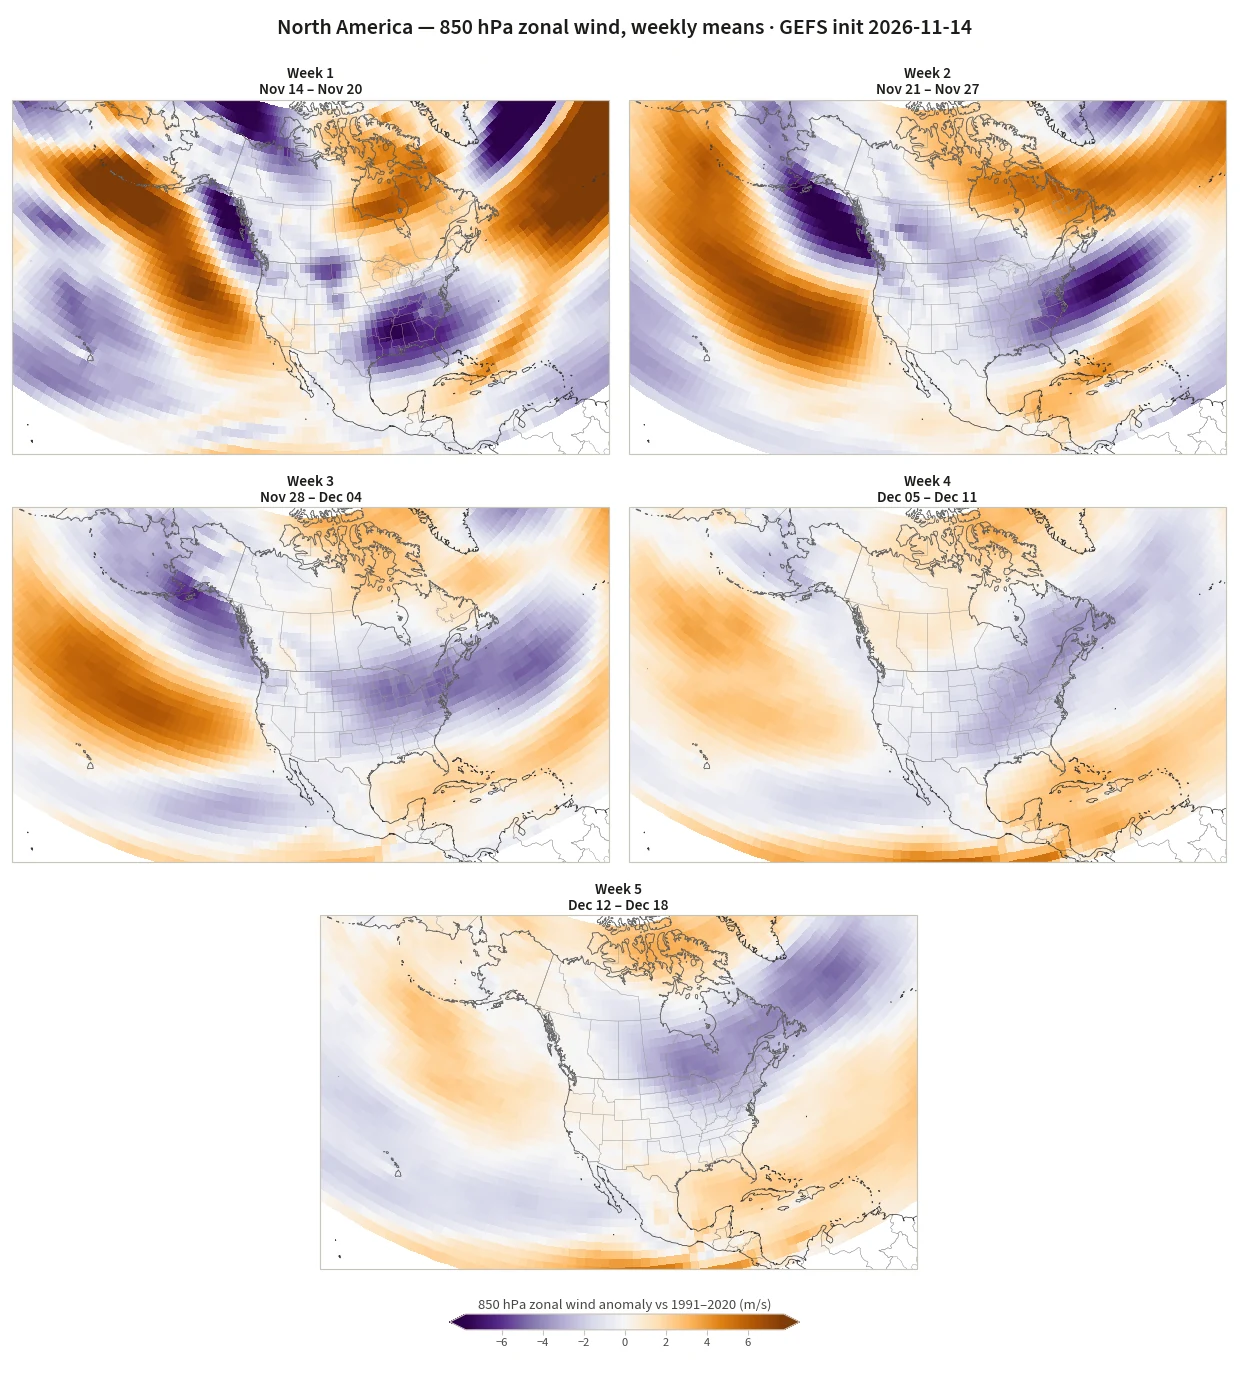 North America — 850 hPa zonal wind, weekly means · GEFS init 2026-11-14
Week 1
Nov 14 – Nov 20
Week 2
Nov 21 – Nov 27
Week 3
Nov 28 – Dec 04
Week 4
Dec 05 – Dec 11
Week 5
Dec 12 – Dec 18
850 hPa zonal wind anomaly vs 1991–2020 (m/s)
−6 −4 −2 0 2 4 6